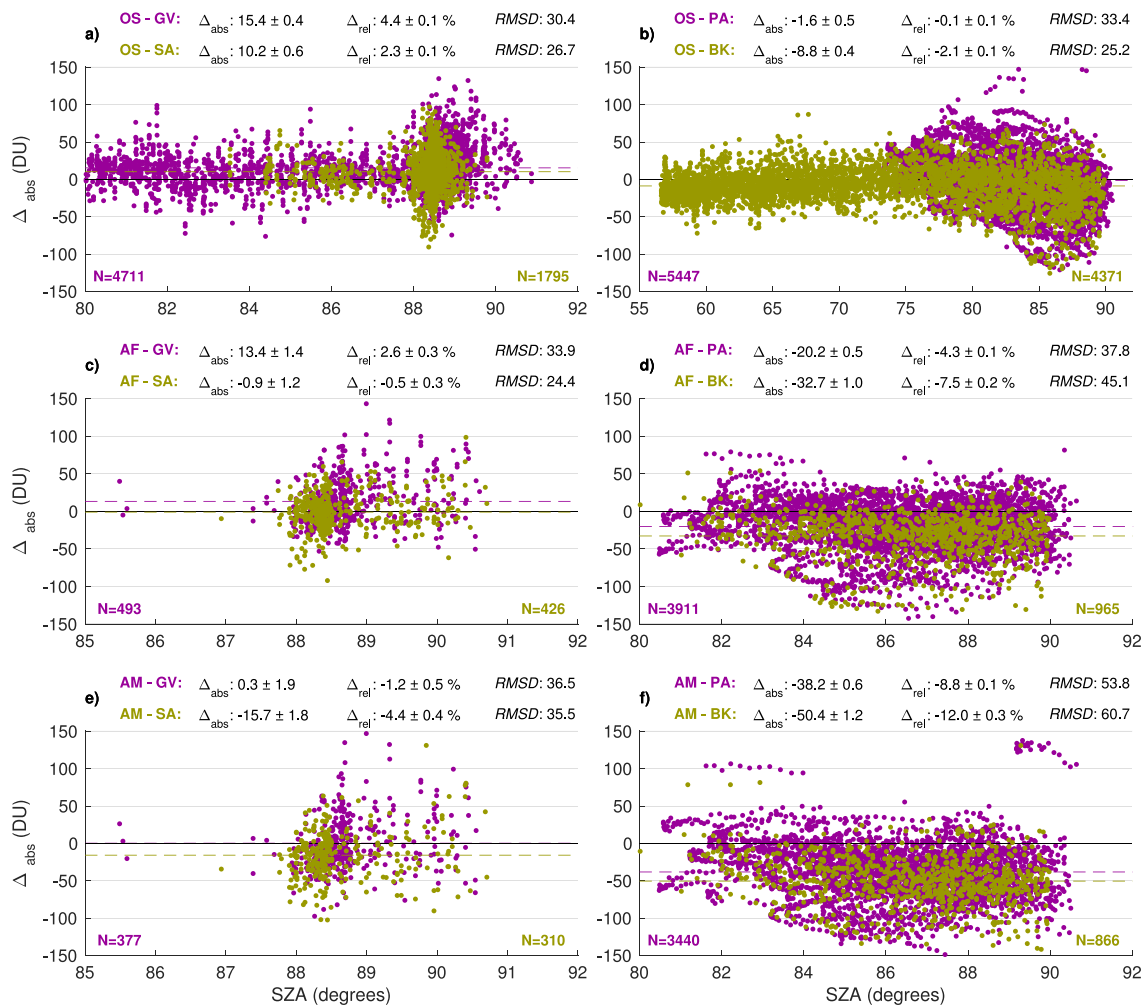 a) OS - GV: Δabs: 15.4 ± 0.4 Δrel: 4.4 ± 0.1 % RMSD: 30.4
OS - SA: Δabs: 10.2 ± 0.6 Δrel: 2.3 ± 0.1 % RMSD: 26.7
150
100
50
0
-50
-100
-150
Δ abs (DU)
N=4711
N=1795
80 82 84 86 88 90 92
b) OS - PA: Δabs: -1.6 ± 0.5 Δrel: -0.1 ± 0.1 % RMSD: 33.4
OS - BK: Δabs: -8.8 ± 0.4 Δrel: -2.1 ± 0.1 % RMSD: 25.2
150
100
50
0
-50
-100
-150
N=5447
N=4371
55 60 65 70 75 80 85 90
c) AF - GV: Δabs: 13.4 ± 1.4 Δrel: 2.6 ± 0.3 % RMSD: 33.9
AF - SA: Δabs: -0.9 ± 1.2 Δrel: -0.5 ± 0.3 % RMSD: 24.4
150
100
50
0
-50
-100
-150
Δ abs (DU)
N=493
N=426
85 86 87 88 89 90 91 92
d) AF - PA: Δabs: -20.2 ± 0.5 Δrel: -4.3 ± 0.1 % RMSD: 37.8
AF - BK: Δabs: -32.7 ± 1.0 Δrel: -7.5 ± 0.2 % RMSD: 45.1
150
100
50
0
-50
-100
-150
N=3911
N=965
80 82 84 86 88 90 92
e) AM - GV: Δabs: 0.3 ± 1.9 Δrel: -1.2 ± 0.5 % RMSD: 36.5
AM - SA: Δabs: -15.7 ± 1.8 Δrel: -4.4 ± 0.4 % RMSD: 35.5
150
100
50
0
-50
-100
-150
Δ abs (DU)
N=377
N=310
85 86 87 88 89 90 91 92
SZA (degrees)
f) AM - PA: Δabs: -38.2 ± 0.6 Δrel: -8.8 ± 0.1 % RMSD: 53.8
AM - BK: Δabs: -50.4 ± 1.2 Δrel: -12.0 ± 0.3 % RMSD: 60.7
150
100
50
0
-50
-100
-150
N=3440
N=866
80 82 84 86 88 90 92
SZA (degrees)